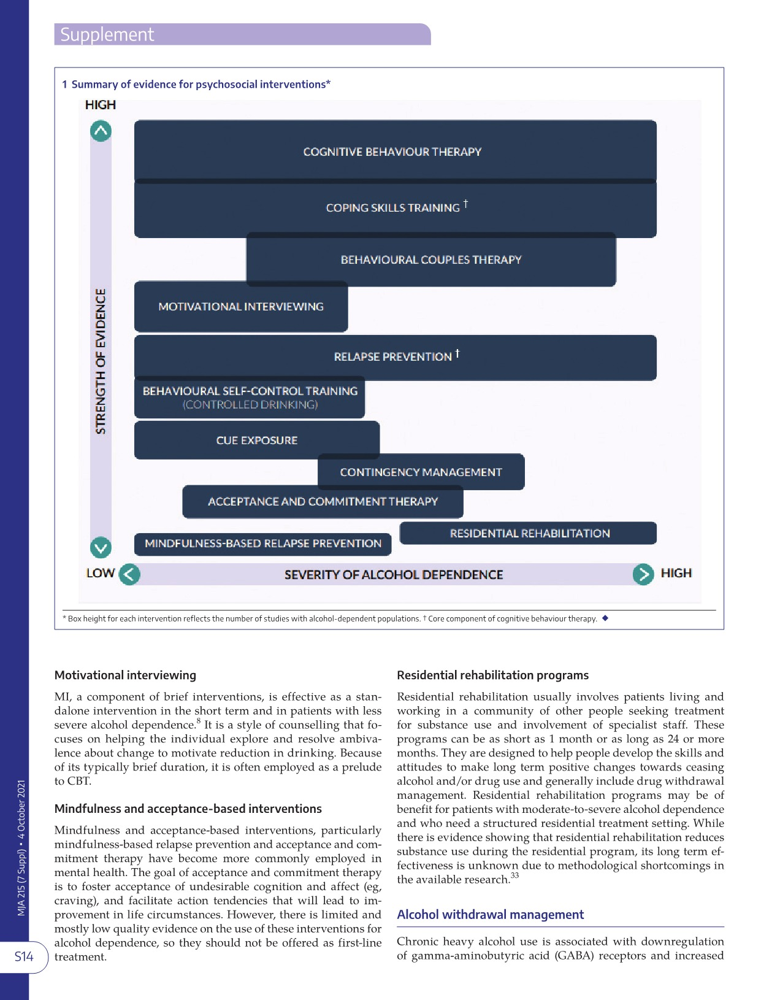 Supplement
1 Summary of evidence for psychosocial interventions*
HIGH
COGNITIVE BEHAVIOUR THERAPY
COPING SKILLS TRAINING †
BEHAVIOURAL COUPLES THERAPY
MOTIVATIONAL INTERVIEWING
RELAPSE PREVENTION †
BEHAVIOURAL SELF-CONTROL TRAINING
(CONTROLLED DRINKING)
CUE EXPOSURE
CONTINGENCY MANAGEMENT
ACCEPTANCE AND COMMITMENT THERAPY
RESIDENTIAL REHABILITATION
MINDFULNESS-BASED RELAPSE PREVENTION
STRENGTH OF EVIDENCE
LOW
SEVERITY OF ALCOHOL DEPENDENCE
HIGH
* Box height for each intervention reflects the number of studies with alcohol-dependent populations. † Core component of cognitive behaviour therapy. ◆
Motivational interviewing
MI, a component of brief interventions, is effective as a stan-
dalone intervention in the short term and in patients with less
severe alcohol dependence.8 It is a style of counselling that fo-
cuses on helping the individual explore and resolve ambiva-
lence about change to motivate reduction in drinking. Because
of its typically brief duration, it is often employed as a prelude
to CBT.
Mindfulness and acceptance-based interventions
Mindfulness and acceptance-based interventions, particularly
mindfulness-based relapse prevention and acceptance and com-
mitment therapy have become more commonly employed in
mental health. The goal of acceptance and commitment therapy
is to foster acceptance of undesirable cognition and affect (eg,
craving), and facilitate action tendencies that will lead to im-
provement in life circumstances. However, there is limited and
mostly low quality evidence on the use of these interventions for
alcohol dependence, so they should not be offered as first-line
treatment.
Residential rehabilitation programs
Residential rehabilitation usually involves patients living and
working in a community of other people seeking treatment
for substance use and involvement of specialist staff. These
programs can be as short as 1 month or as long as 24 or more
months. They are designed to help people develop the skills and
attitudes to make long term positive changes towards ceasing
alcohol and/or drug use and generally include drug withdrawal
management. Residential rehabilitation programs may be of
benefit for patients with moderate-to-severe alcohol dependence
and who need a structured residential treatment setting. While
there is evidence showing that residential rehabilitation reduces
substance use during the residential program, its long term ef-
fectiveness is unknown due to methodological shortcomings in
the available research.33
Alcohol withdrawal management
Chronic heavy alcohol use is associated with downregulation
of gamma-aminobutyric acid (GABA) receptors and increased
MJA 215 (7 Suppl) ▪ 4 October 2021
S14